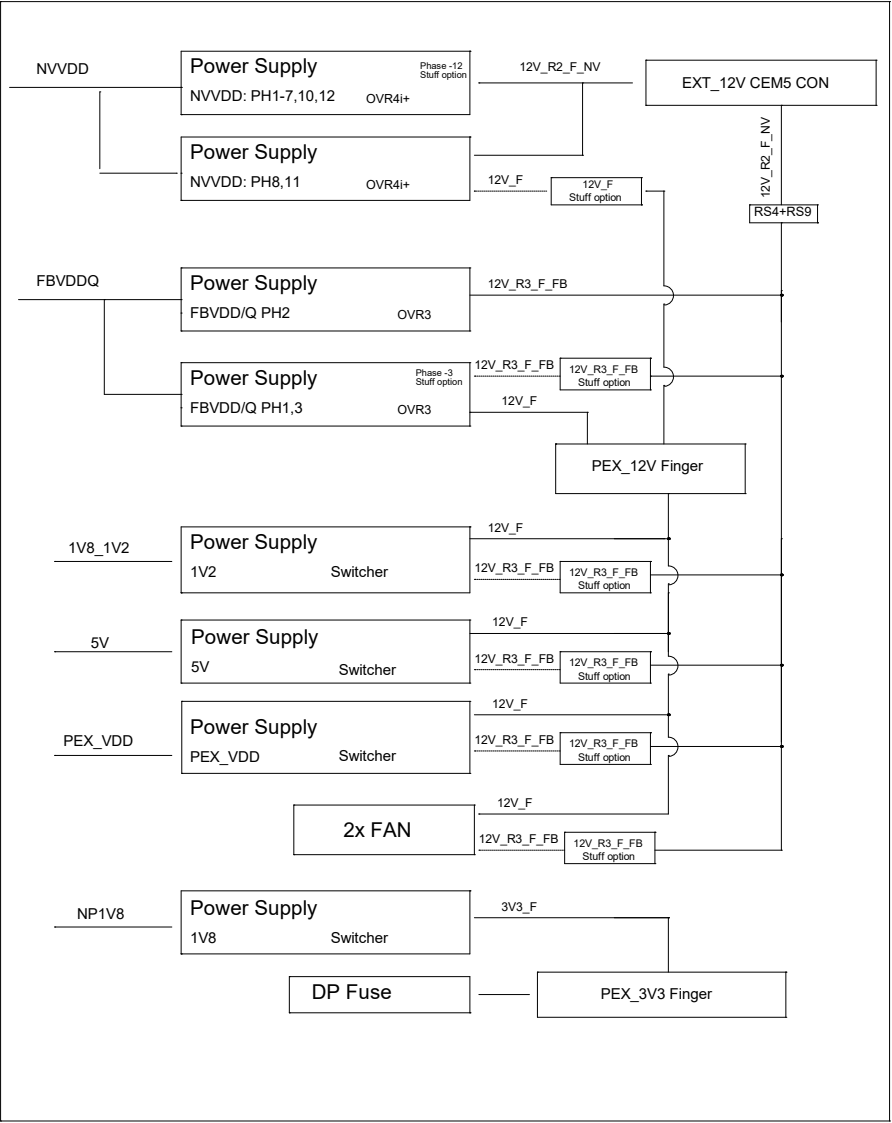 NVVDD
Power Supply
Phase -12
Stuff option
NVVDD: PH1-7,10,12
OVR4i+
12V_R2_F_NV
EXT_12V CEM5 CON
Power Supply
NVVDD: PH8,11
OVR4i+
12V_F
12V_F
Stuff option
12V_R2_F_NV
RS4+RS9
FBVDDQ
Power Supply
FBVDD/Q PH2
OVR3
12V_R3_F_FB
Power Supply
Phase -3
Stuff option
FBVDD/Q PH1,3
OVR3
12V_R3_F_FB
12V_R3_F_FB
Stuff option
12V_F
PEX_12V Finger
1V8_1V2
Power Supply
1V2
Switcher
12V_F
12V_R3_F_FB
12V_R3_F_FB
Stuff option
5V
Power Supply
5V
Switcher
12V_F
12V_R3_F_FB
12V_R3_F_FB
Stuff option
PEX_VDD
Power Supply
PEX_VDD
Switcher
12V_F
12V_R3_F_FB
12V_R3_F_FB
Stuff option
2x FAN
12V_F
12V_R3_F_FB
12V_R3_F_FB
Stuff option
NP1V8
Power Supply
1V8
Switcher
3V3_F
DP Fuse
PEX_3V3 Finger